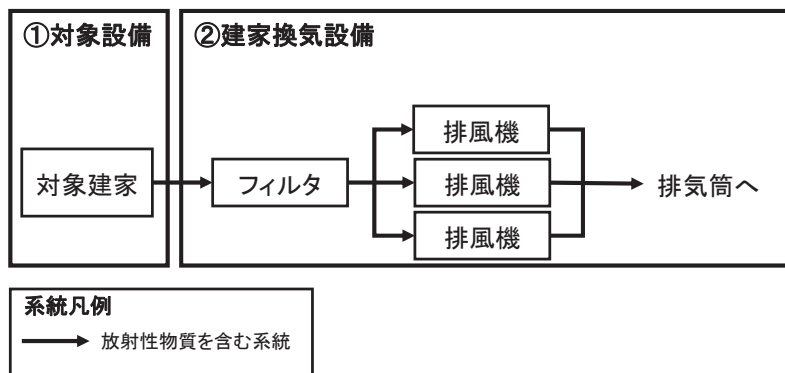 ①対象設備
②建家換気設備
対象建家
フィルタ
排風機
排風機
排風機
排気筒へ
系統凡例
放射性物質を含む系統